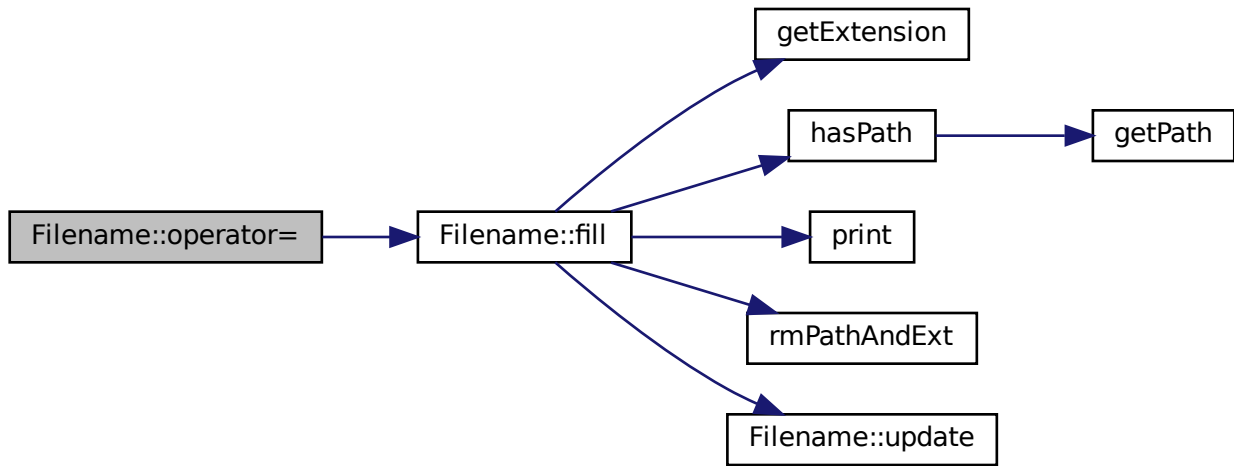 getExtension
hasPath
getPath
Filename::operator=
Filename::fill
print
rmPathAndExt
Filename::update